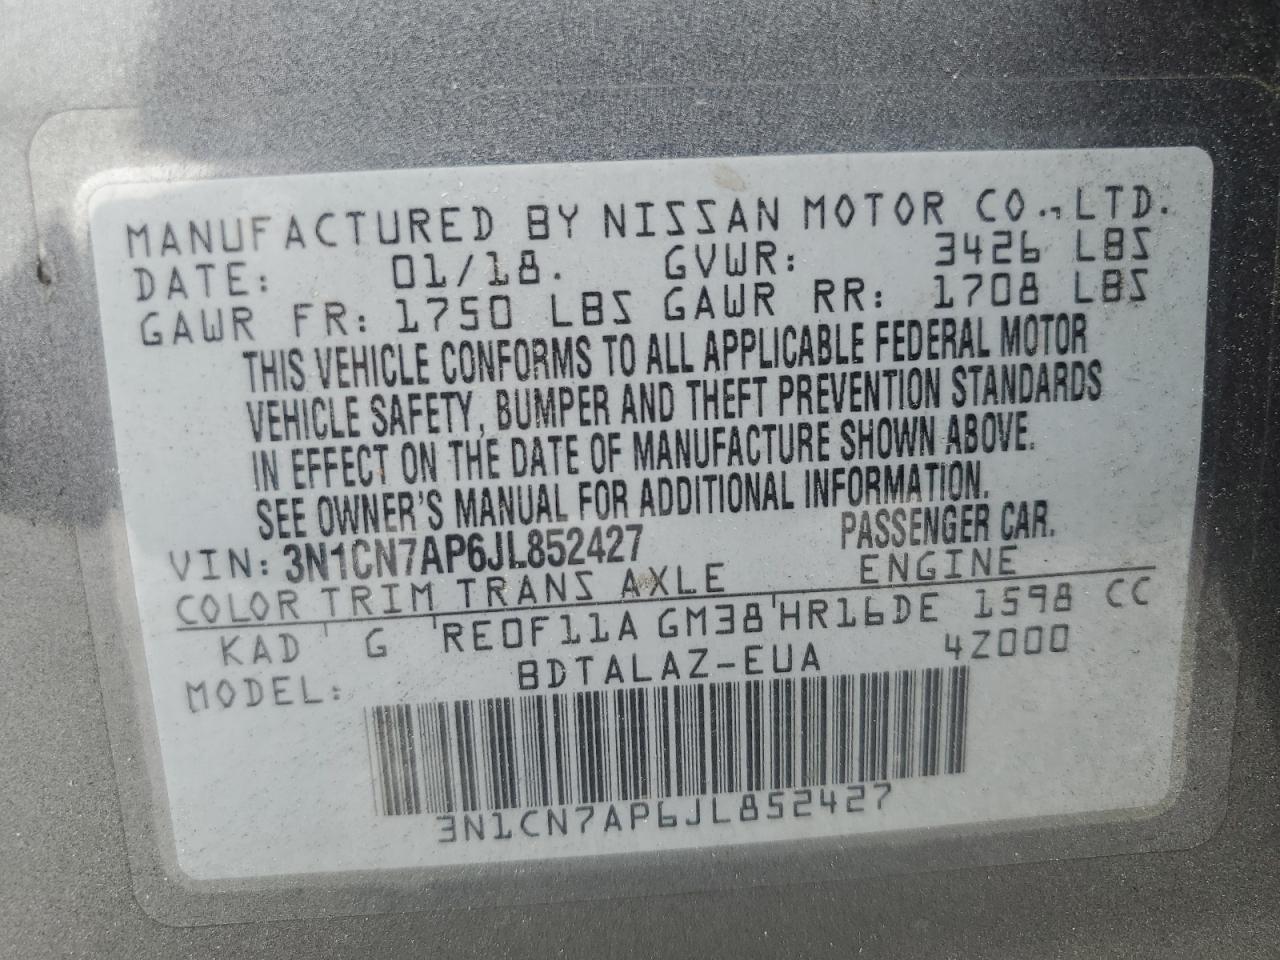 MANUFACTURED BY NISSAN MOTOR CO., LTD.
DATE: 01/18. GVWR: 3426 LBS
GAWR FR: 1750 LBS GAWR RR: 1708 LBS
THIS VEHICLE CONFORMS TO ALL APPLICABLE FEDERAL MOTOR
VEHICLE SAFETY, BUMPER AND THEFT PREVENTION STANDARDS
IN EFFECT ON THE DATE OF MANUFACTURE SHOWN ABOVE.
SEE OWNER'S MANUAL FOR ADDITIONAL INFORMATION.
VIN: 3N1CN7AP6JL852427 PASSENGER CAR.
COLOR TRIM TRANS AXLE ENGINE
KAD G RE0F11A GM38 HR16DE 1598 CC
MODEL: BDTALAZ-EUA 4Z000
3N1CN7AP6JL852427